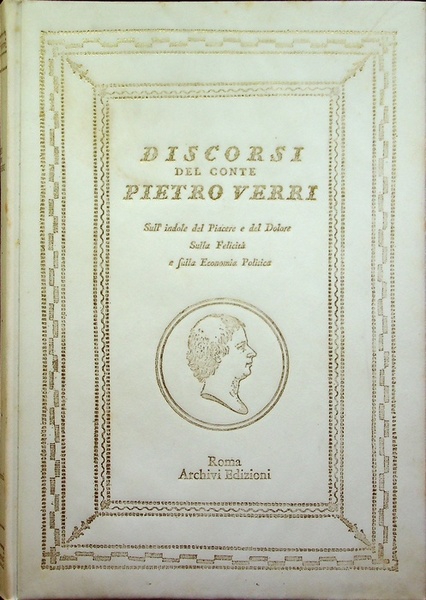 DISCORSI
DEL CONTE
PIETRO VERRI
Sull' indole del Piacere e del Dolore
Sulla Felicità
e sulla Economia Politica
Roma
Archivi Edizioni